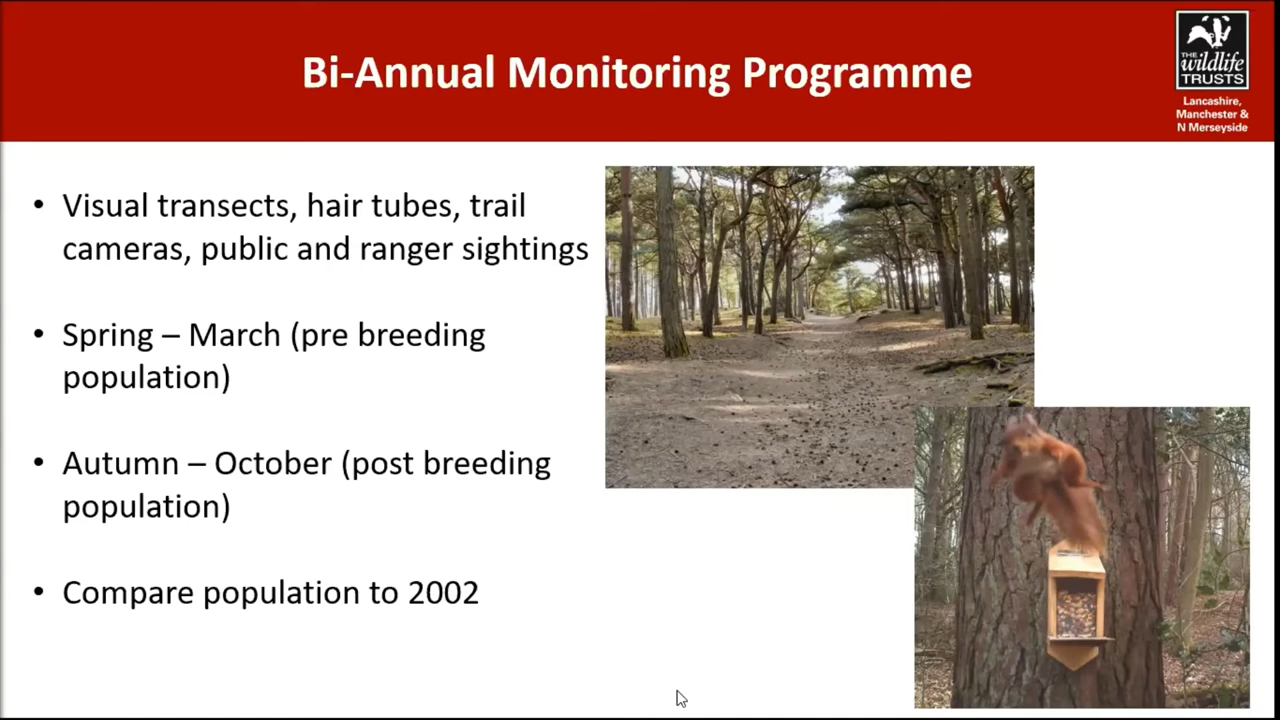 Bi-Annual Monitoring Programme
THE
wildlife
TRUSTS
Lancashire,
Manchester &
N Merseyside
• Visual transects, hair tubes, trail
cameras, public and ranger sightings
• Spring – March (pre breeding
population)
• Autumn – October (post breeding
population)
• Compare population to 2002